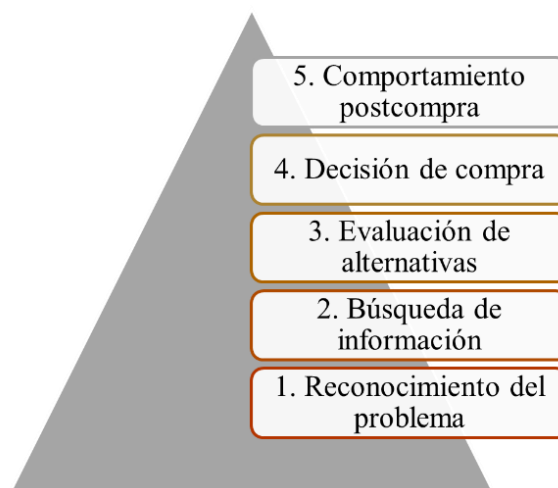 5. Comportamiento
postcompra
4. Decisión de compra
3. Evaluación de
alternativas
2. Búsqueda de
información
1. Reconocimiento del
problema